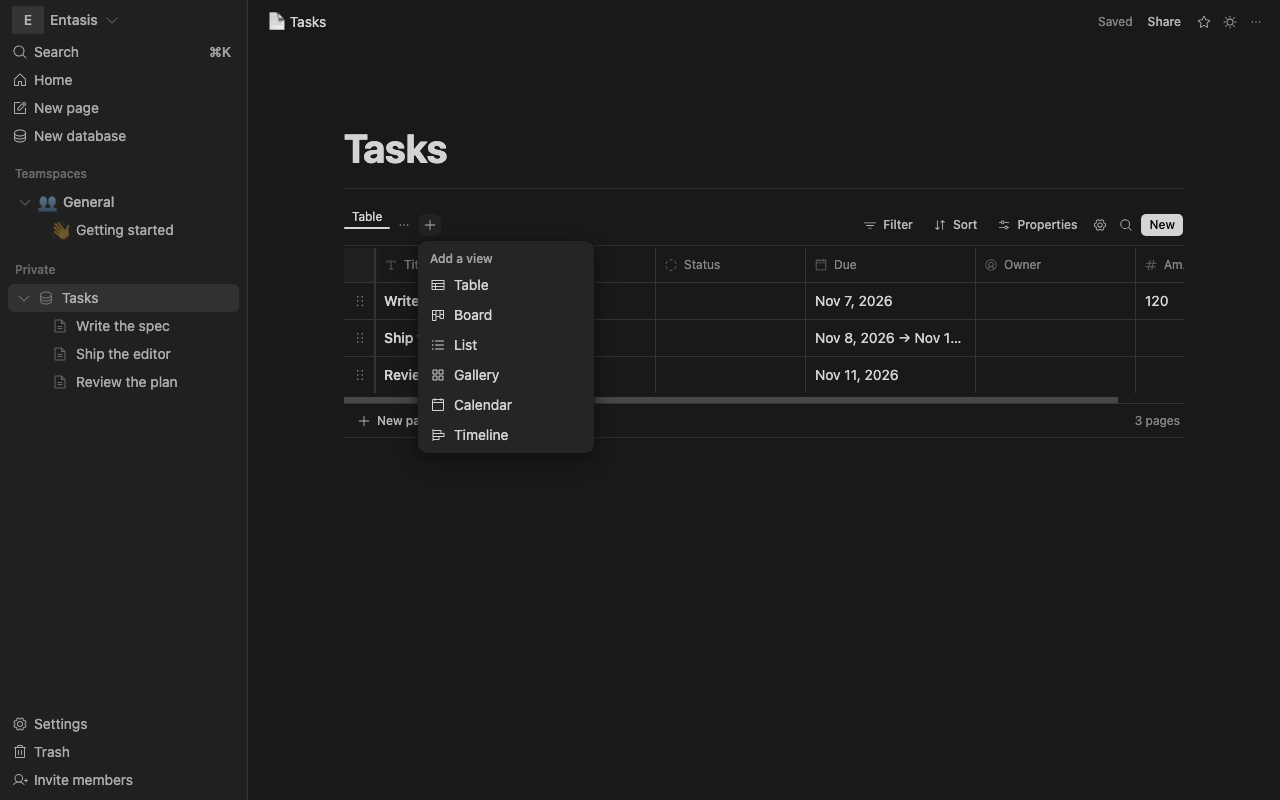 E Entasis
Search ⌘K
Home
New page
New database
Teamspaces
General
Getting started
Private
Tasks
Write the spec
Ship the editor
Review the plan
Settings
Trash
Invite members
Tasks
Saved Share
Tasks
Table
Filter Sort Properties New
Add a view
Table
Board
List
Gallery
Calendar
Timeline
Tit Status Due Owner Am
Write Nov 7, 2026 120
Ship Nov 8, 2026 → Nov 1…
Revie Nov 11, 2026
New pa 3 pages